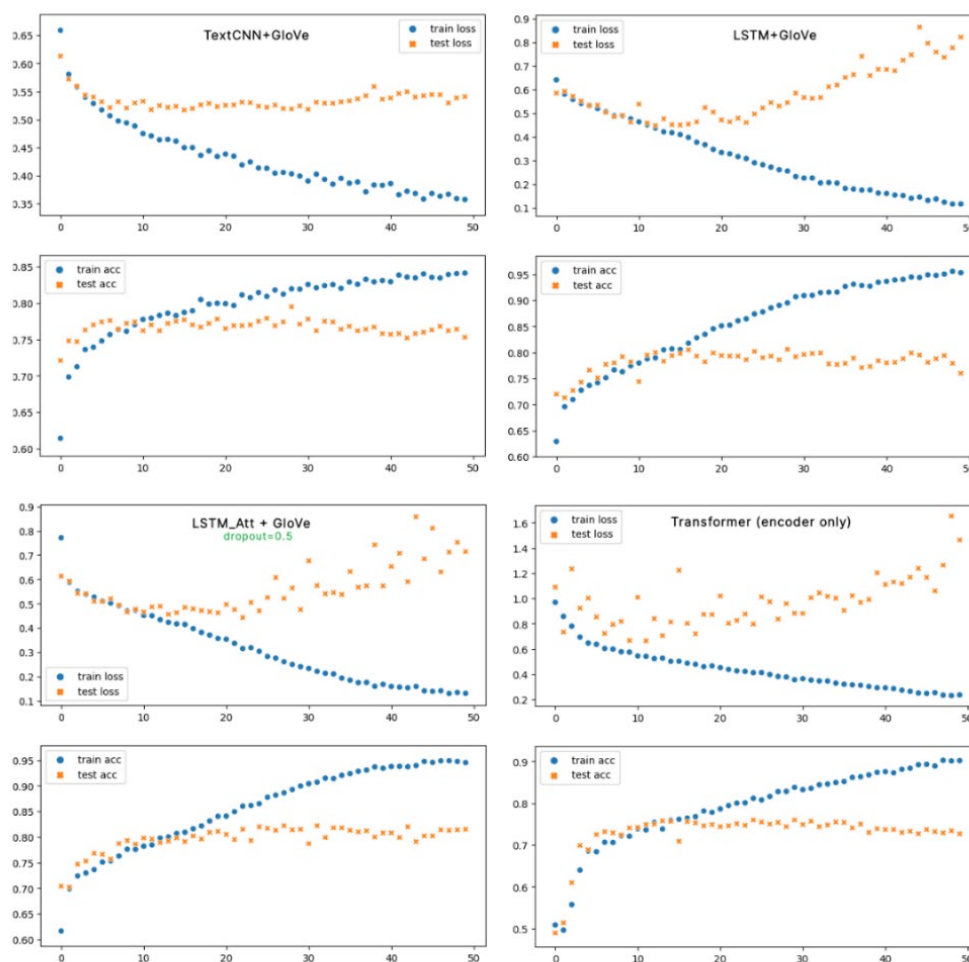 TextCNN+GloVe
train loss
test loss
0.65
0.60
0.55
0.50
0.45
0.40
0.35
0 10 20 30 40 50
LSTM+GloVe
train loss
test loss
0.9
0.8
0.7
0.6
0.5
0.4
0.3
0.2
0.1
0 10 20 30 40 50
train acc
test acc
0.85
0.80
0.75
0.70
0.65
0.60
0 10 20 30 40 50
train acc
test acc
0.95
0.90
0.85
0.80
0.75
0.70
0.65
0.60
0 10 20 30 40 50
LSTM_Att + GloVe
dropout=0.5
0.9
0.8
0.7
0.6
0.5
0.4
0.3
0.2
0.1
train loss
test loss
0 10 20 30 40 50
train loss
test loss
Transformer (encoder only)
1.6
1.4
1.2
1.0
0.8
0.6
0.4
0.2
0 10 20 30 40 50
train acc
test acc
0.95
0.90
0.85
0.80
0.75
0.70
0.65
0.60
0 10 20 30 40 50
train acc
test acc
0.9
0.8
0.7
0.6
0.5
0 10 20 30 40 50